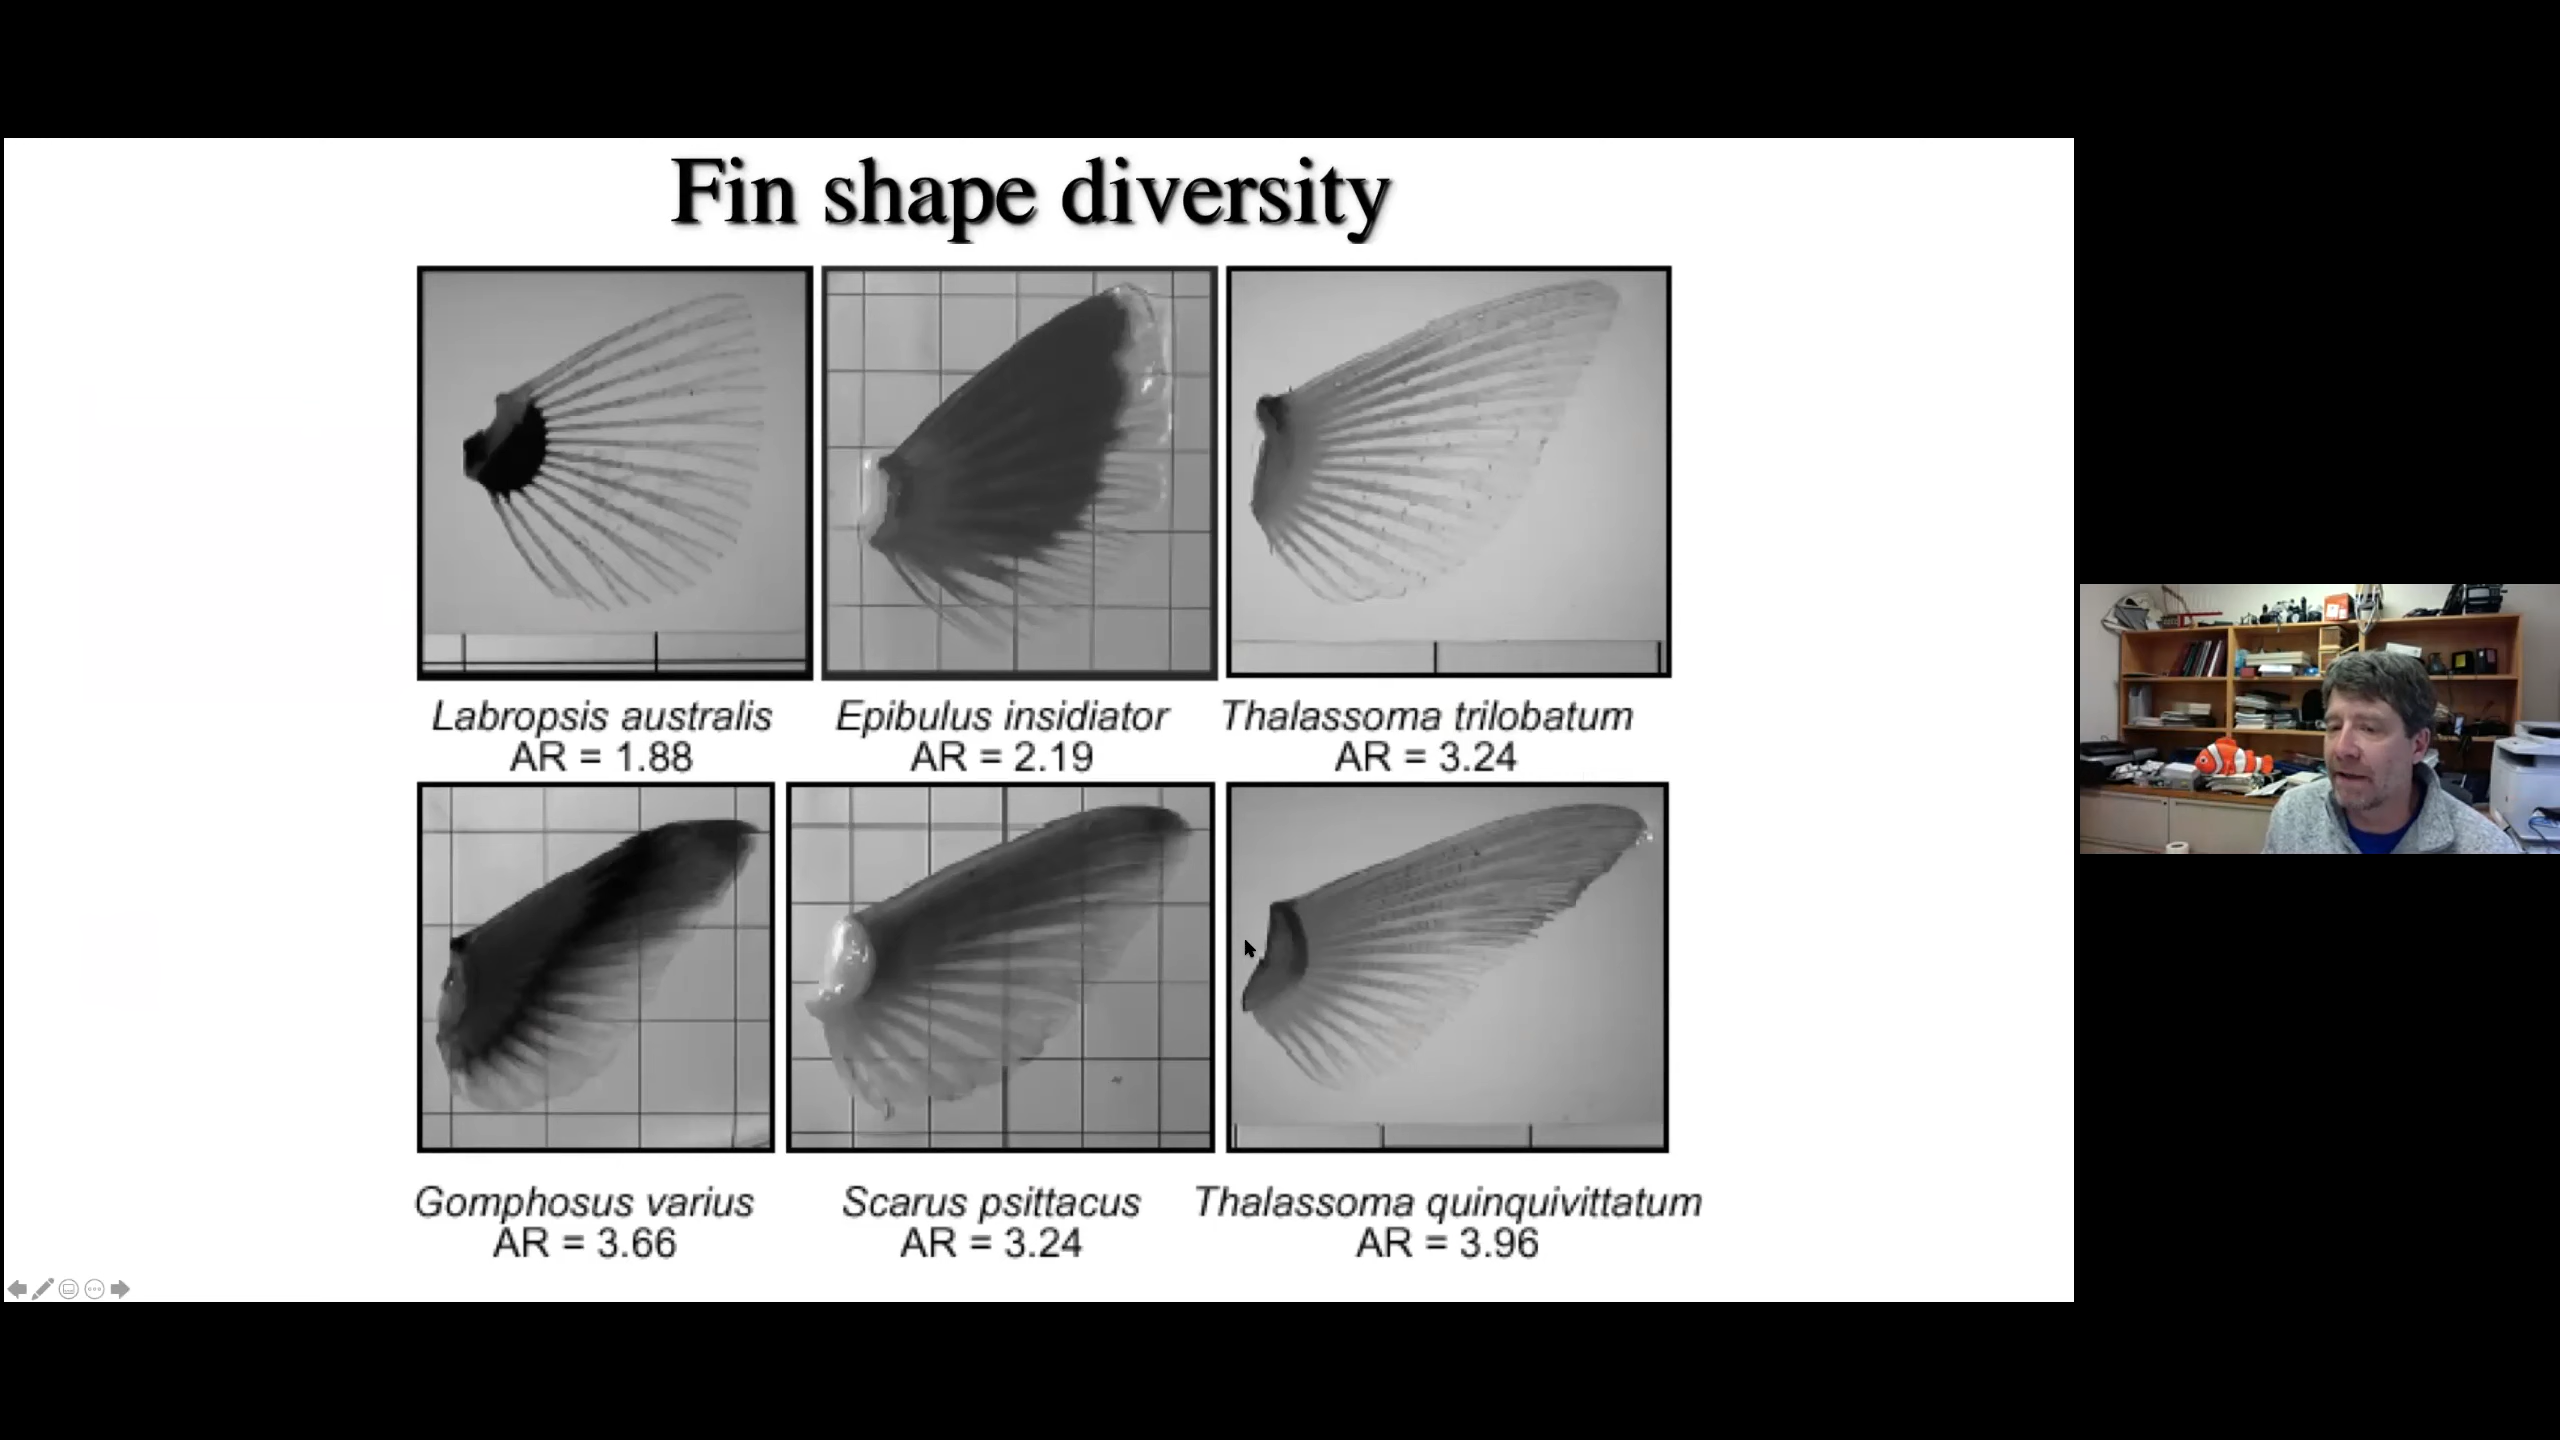 Fin shape diversity
Labropsis australis
AR = 1.88
Epibulus insidiator
AR = 2.19
Thalassoma trilobatum
AR = 3.24
Gomphosus varius
AR = 3.66
Scarus psittacus
AR = 3.24
Thalassoma quinquivittatum
AR = 3.96